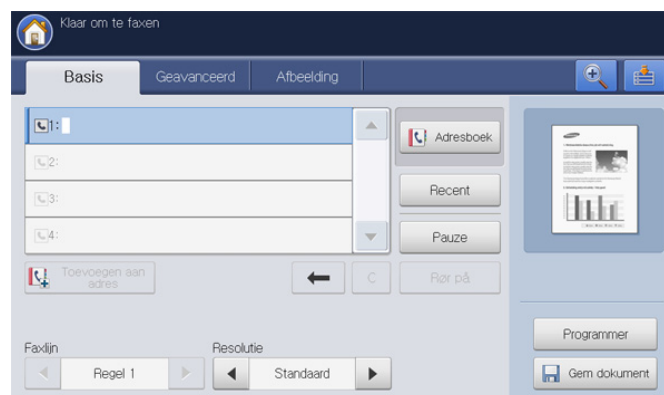 Klaar om te faxen
Basis
Geavanceerd
Afbeelding
1:
2:
3:
4:
Adresboek
Recent
Pauze
Toevoegen aan
adres
C
Rør på
Faxlijn
Resolutie
Regel 1
Standaard
Programmer
Gem dokument